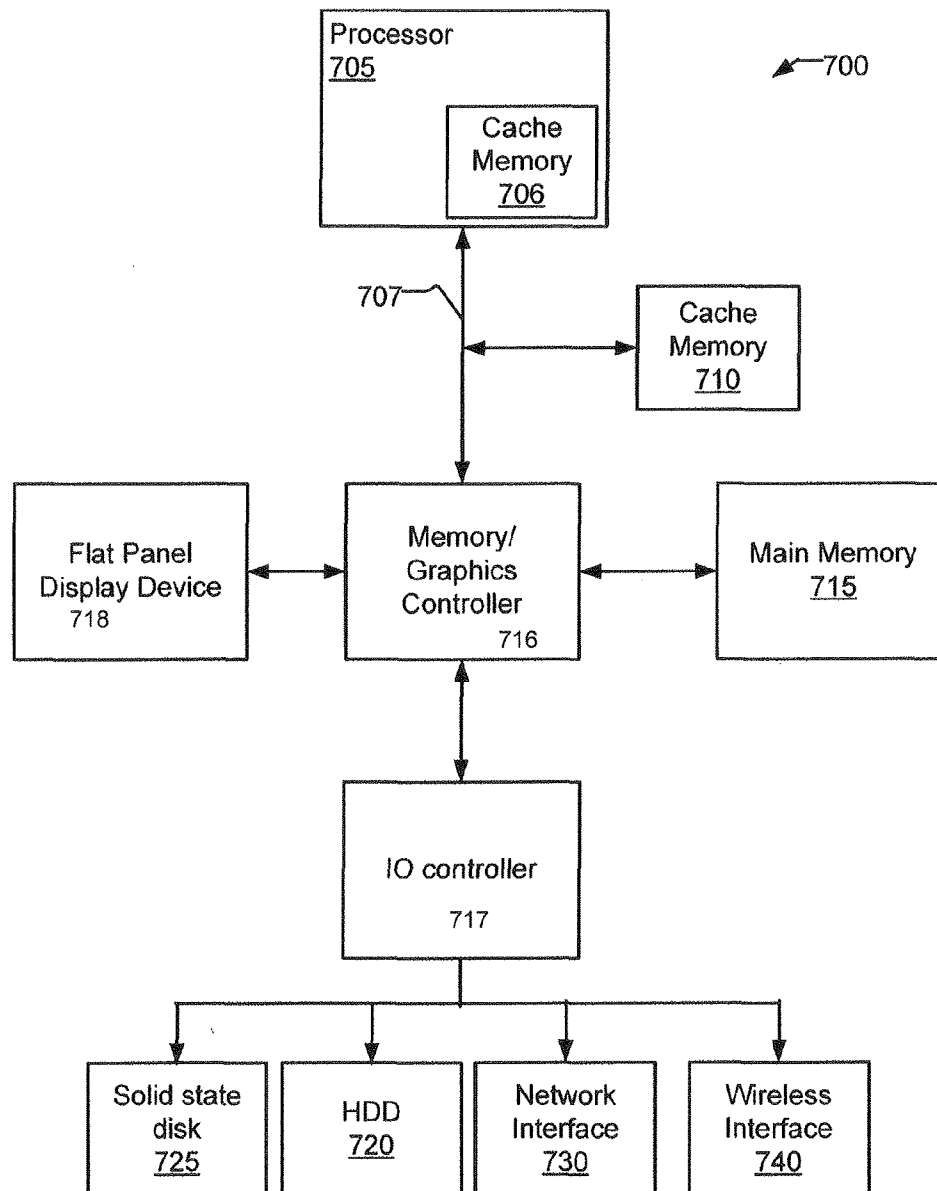 Processor
705
700
Cache
Memory
706
707
Cache
Memory
710
Flat Panel
Display Device
718
Memory/
Graphics
Controller
716
Main Memory
715
IO controller
717
Solid state
disk
725
HDD
720
Network
Interface
730
Wireless
Interface
740